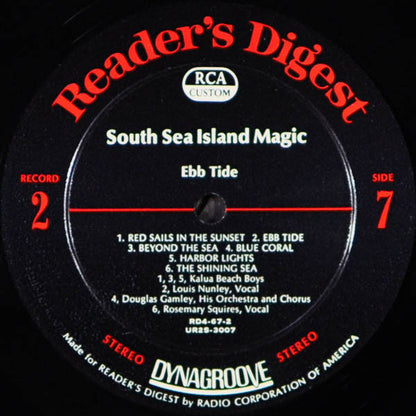 Reader's Digest
RCA
CUSTOM
South Sea Island Magic
Ebb Tide
RECORD
2
SIDE
7
1. RED SAILS IN THE SUNSET 2. EBB TIDE
3. BEYOND THE SEA 4. BLUE CORAL
5. HARBOR LIGHTS
6. THE SHINING SEA
1, 3, 5, Kalua Beach Boys
2, Louis Nunley, Vocal
4, Douglas Gamley, His Orchestra and Chorus
6, Rosemary Squires, Vocal
RD4-67-2
UR2S-3007
STEREO
DYNAGROOVE
STEREO
Made for READER'S DIGEST by RADIO CORPORATION OF AMERICA